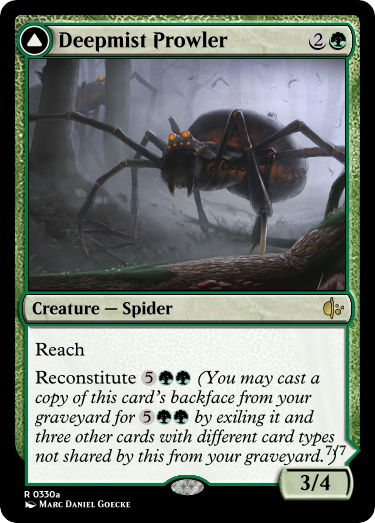 Deepmist Prowler 2
Creature — Spider
Reach
Reconstitute 5 (You may cast a
copy of this card's backface from your
graveyard for 5 by exiling it and
three other cards with different card types
not shared by this from your graveyard.
7/7
3/4
R 0330a
Marc Daniel Goecke